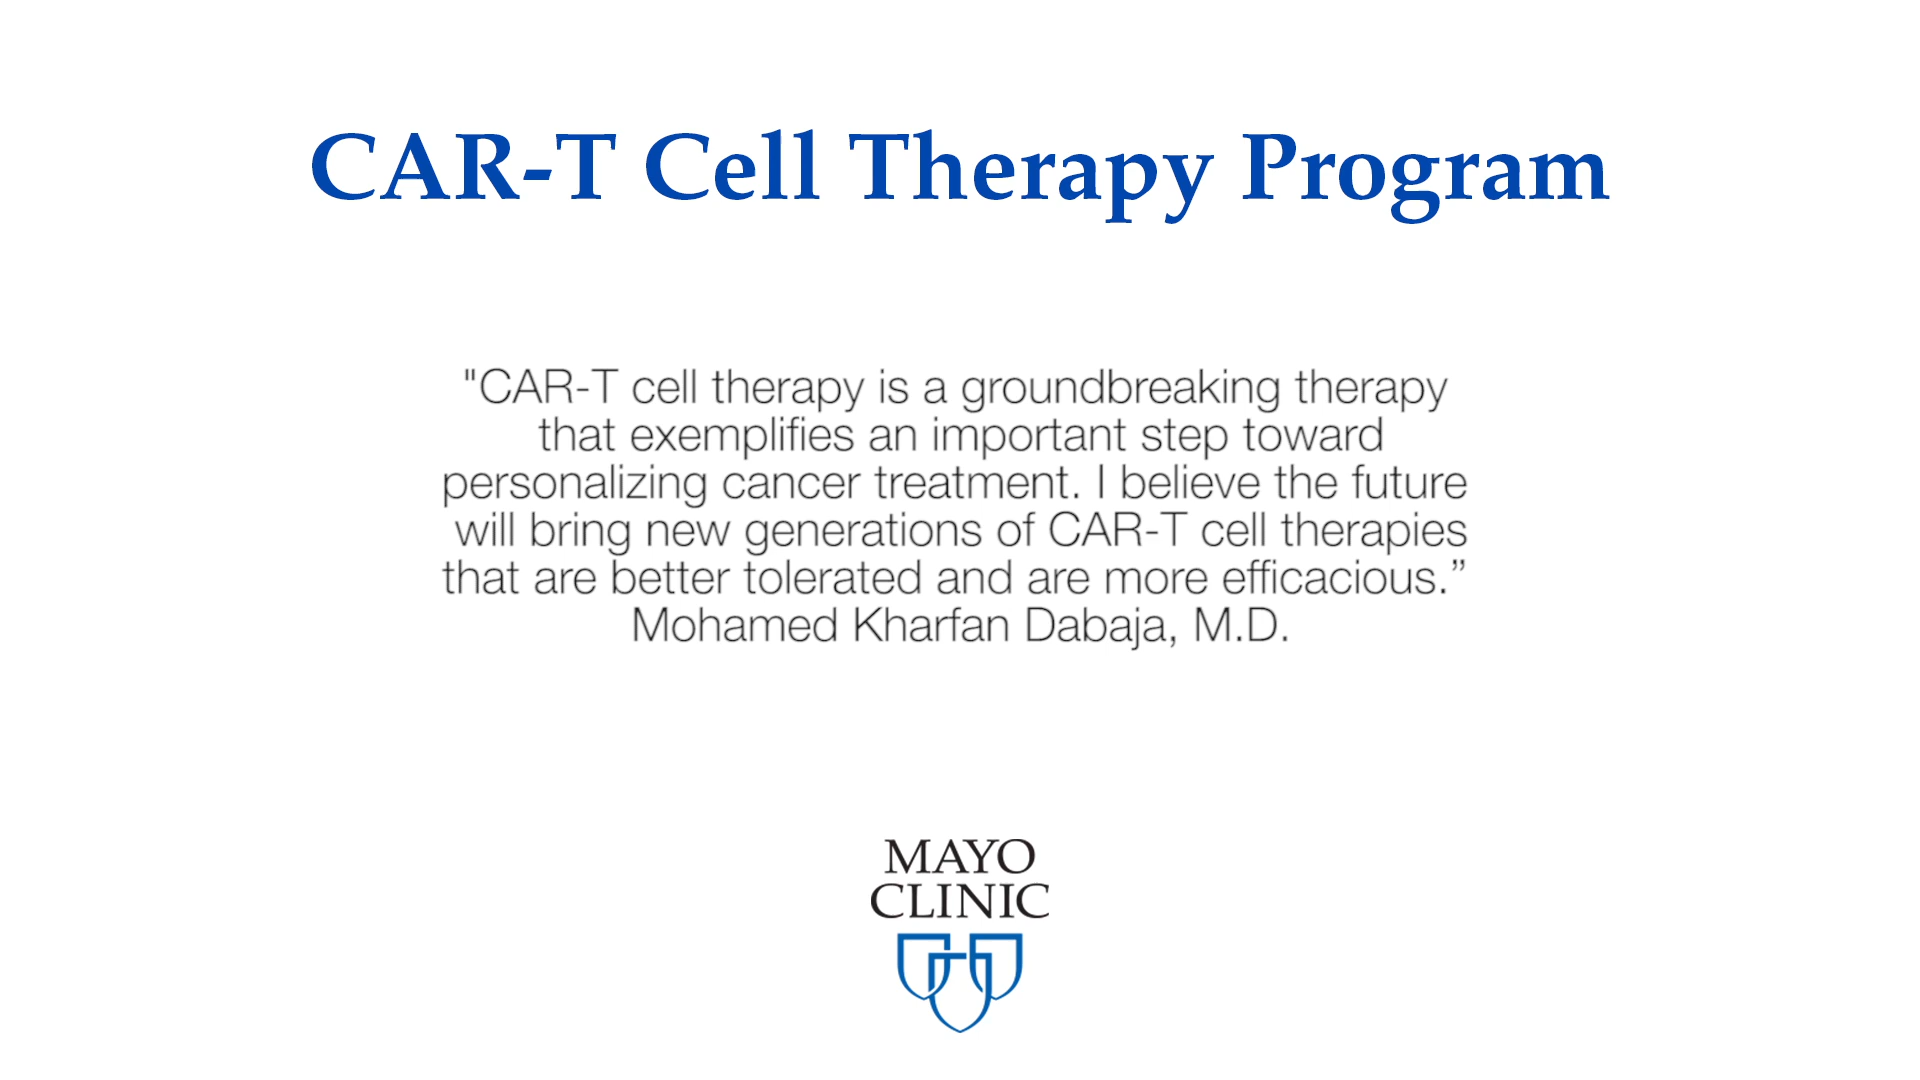 CAR-T Cell Therapy Program
"CAR-T cell therapy is a groundbreaking therapy
that exemplifies an important step toward
personalizing cancer treatment. I believe the future
will bring new generations of CAR-T cell therapies
that are better tolerated and are more efficacious.”
Mohamed Kharfan Dabaja, M.D.
MAYO
CLINIC